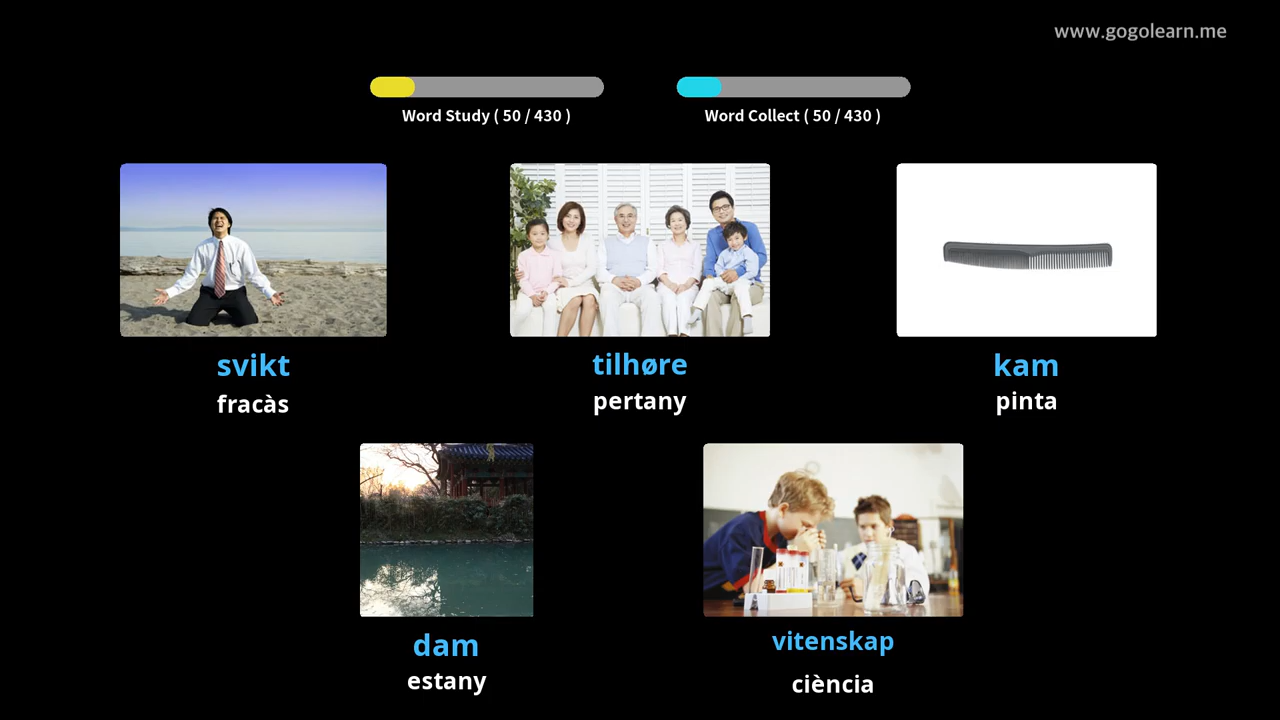 www.gogolearn.me
Word Study ( 50 / 430 )
Word Collect ( 50 / 430 )
svikt
fracàs
tilhøre
pertany
kam
pinta
dam
estany
vitenskap
ciència